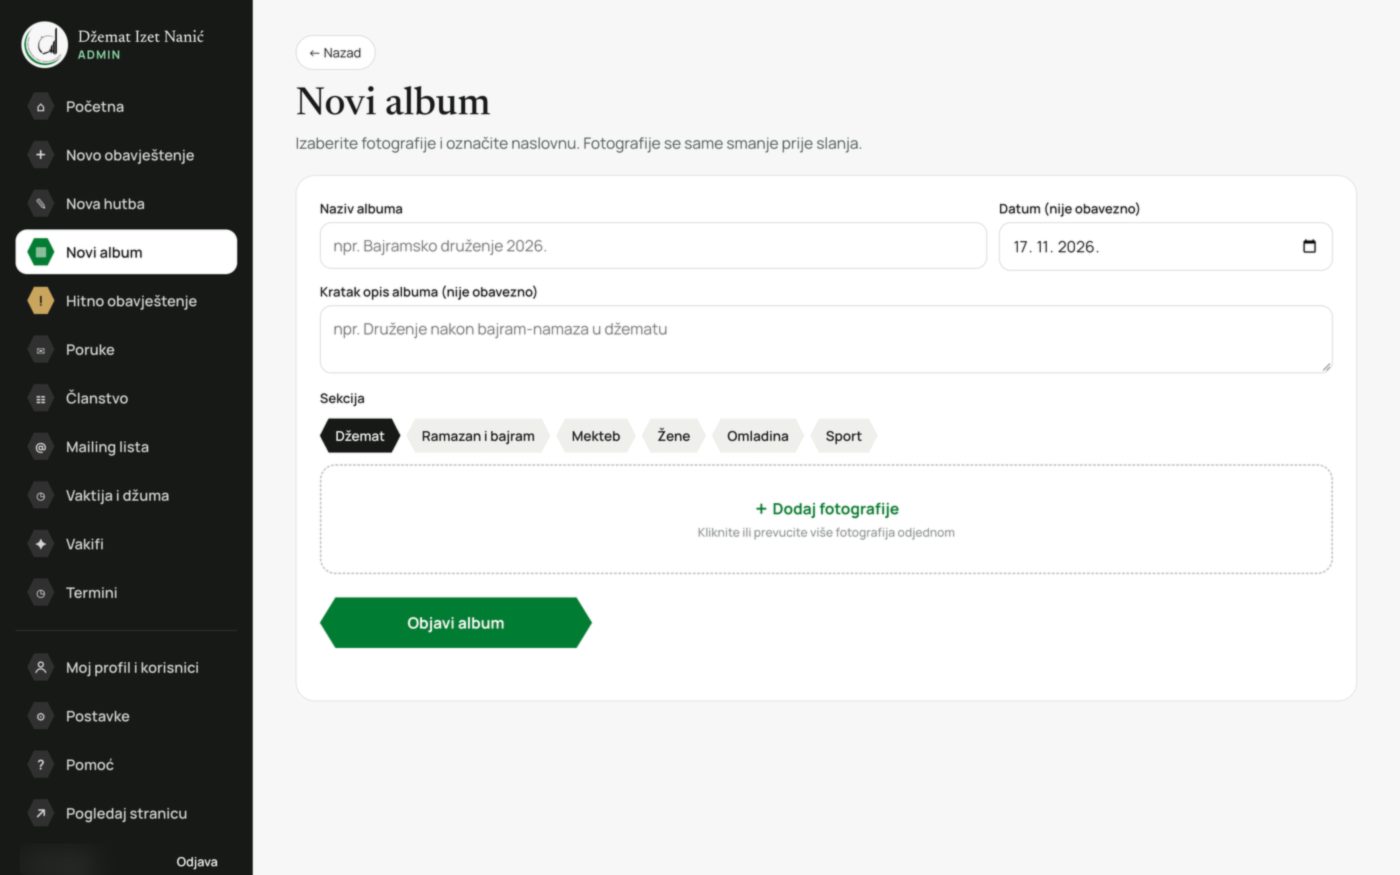 Džemat Izet Nanić
ADMIN
Početna
Novo obavještenje
Nova hutba
Novi album
Hitno obavještenje
Poruke
Članstvo
Mailing lista
Vaktija i džuma
Vakifi
Termini
Moj profil i korisnici
Postavke
Pomoć
Pogledaj stranicu
Odjava
← Nazad
Novi album
Izaberite fotografije i označite naslovnu. Fotografije se same smanje prije slanja.
Naziv albuma
Datum (nije obavezno)
npr. Bajramsko druženje 2026.
17. 11. 2026.
Kratak opis albuma (nije obavezno)
npr. Druženje nakon bajram-namaza u džematu
Sekcija
Džemat Ramazan i bajram Mekteb Žene Omladina Sport
+ Dodaj fotografije
Kliknite ili prevucite više fotografija odjednom
Objavi album